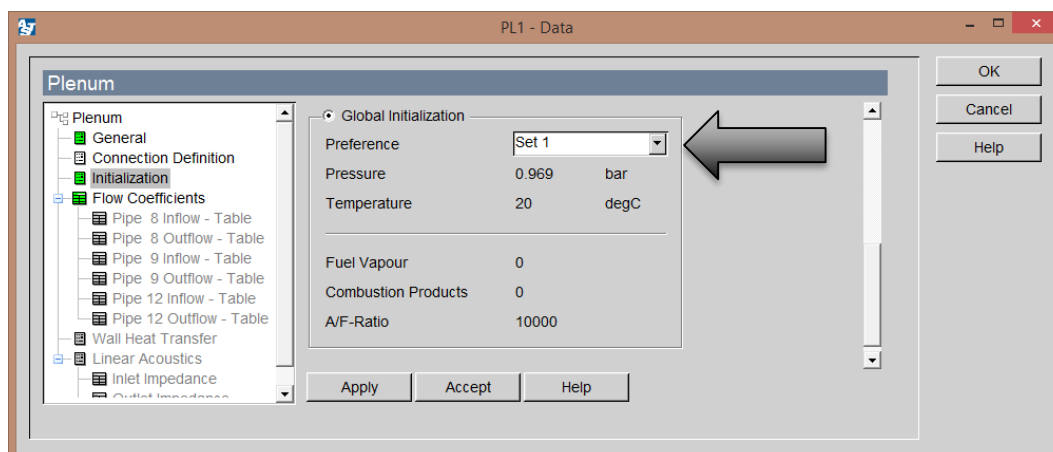 PL1 - Data
OK
Cancel
Help
Plenum
Plenum
General
Connection Definition
Initialization
Flow Coefficients
Pipe 8 Inflow - Table
Pipe 8 Outflow - Table
Pipe 9 Inflow - Table
Pipe 9 Outflow - Table
Pipe 12 Inflow - Table
Pipe 12 Outflow - Table
Wall Heat Transfer
Linear Acoustics
Inlet Impedance
Outlet Impedance
Global Initialization
Preference Set 1
Pressure 0.969 bar
Temperature 20 degC
Fuel Vapour 0
Combustion Products 0
A/F-Ratio 10000
Apply Accept Help